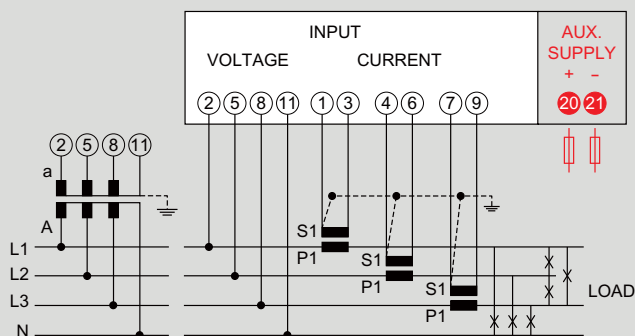 INPUT
VOLTAGE CURRENT
AUX.
SUPPLY
+ –
2 5 8 11 1 3 4 6 7 9 20 21
2 5 8 11
a
A
S1
P1
S1
P1
S1
P1
L1
L2
L3
N
LOAD